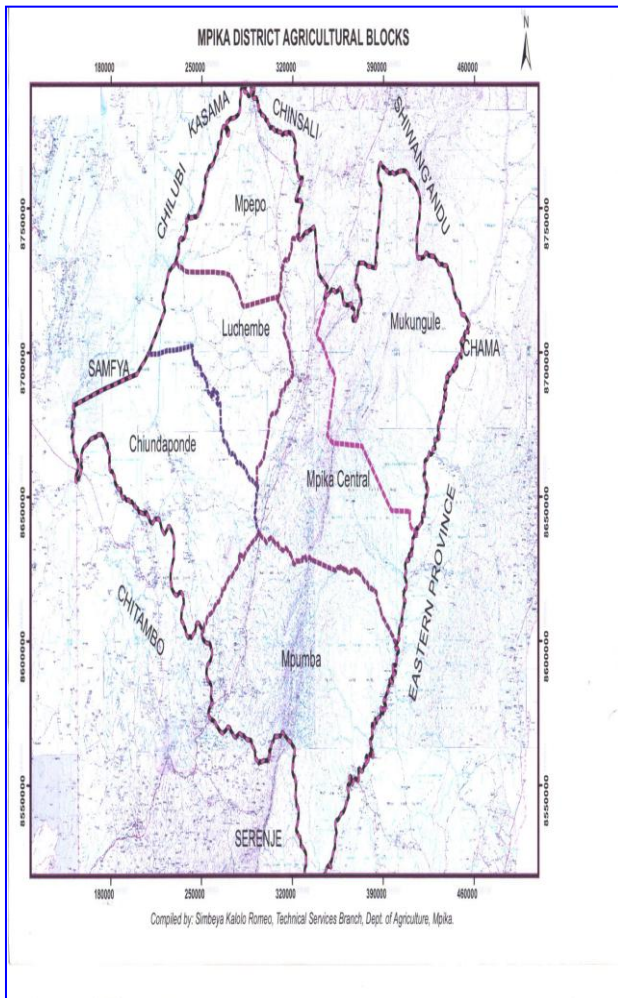 MPIKA DISTRICT AGRICULTURAL BLOCKS
N
180000 250000 320000 390000 460000
KASAMA
CHINSALI
SHIWANG'ANDU
CHILUBI
Mpepo
8750000 8750000
Mukungule
Luchembe
CHAMA
8700000 8700000
SAMFYA
Chiundaponde
Mpika Central
8650000 8650000
EASTERN PROVINCE
CHITAMBO
8600000 8600000
Mpumba
8550000 8550000
SERENJE
180000 250000 320000 390000 460000
Compiled by: Simbeya Kalolo Romeo, Technical Services Branch, Dept. of Agriculture, Mpika.